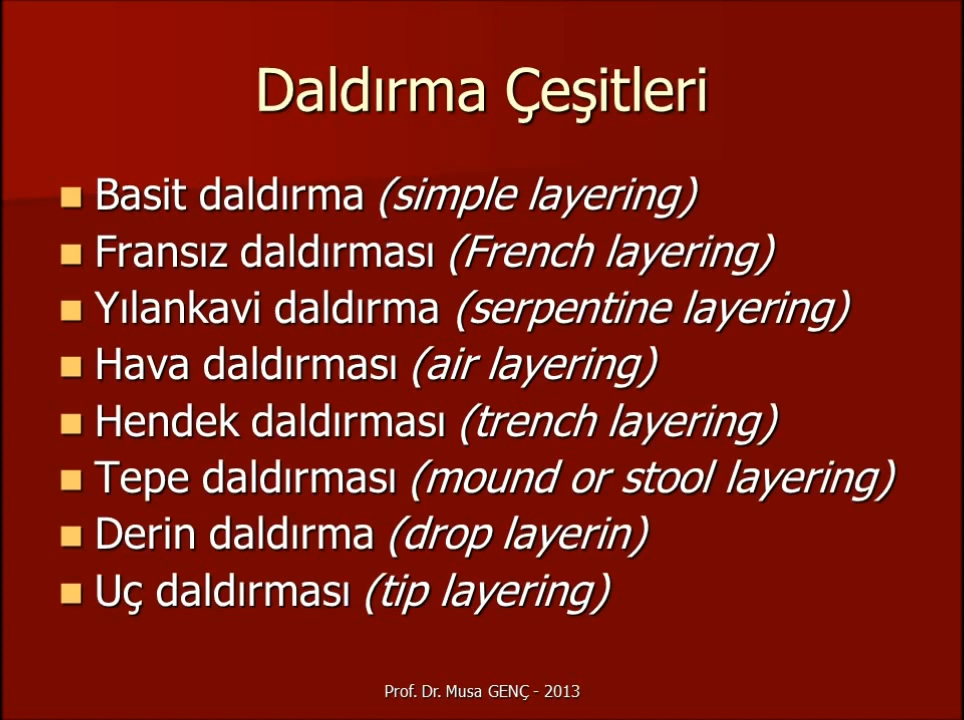 Daldırma Çeşitleri
Basit daldırma (simple layering)
Fransız daldırması (French layering)
Yılankavi daldırma (serpentine layering)
Hava daldırması (air layering)
Hendek daldırması (trench layering)
Tepe daldırması (mound or stool layering)
Derin daldırma (drop layerin)
Uç daldırması (tip layering)
Prof. Dr. Musa GENÇ - 2013